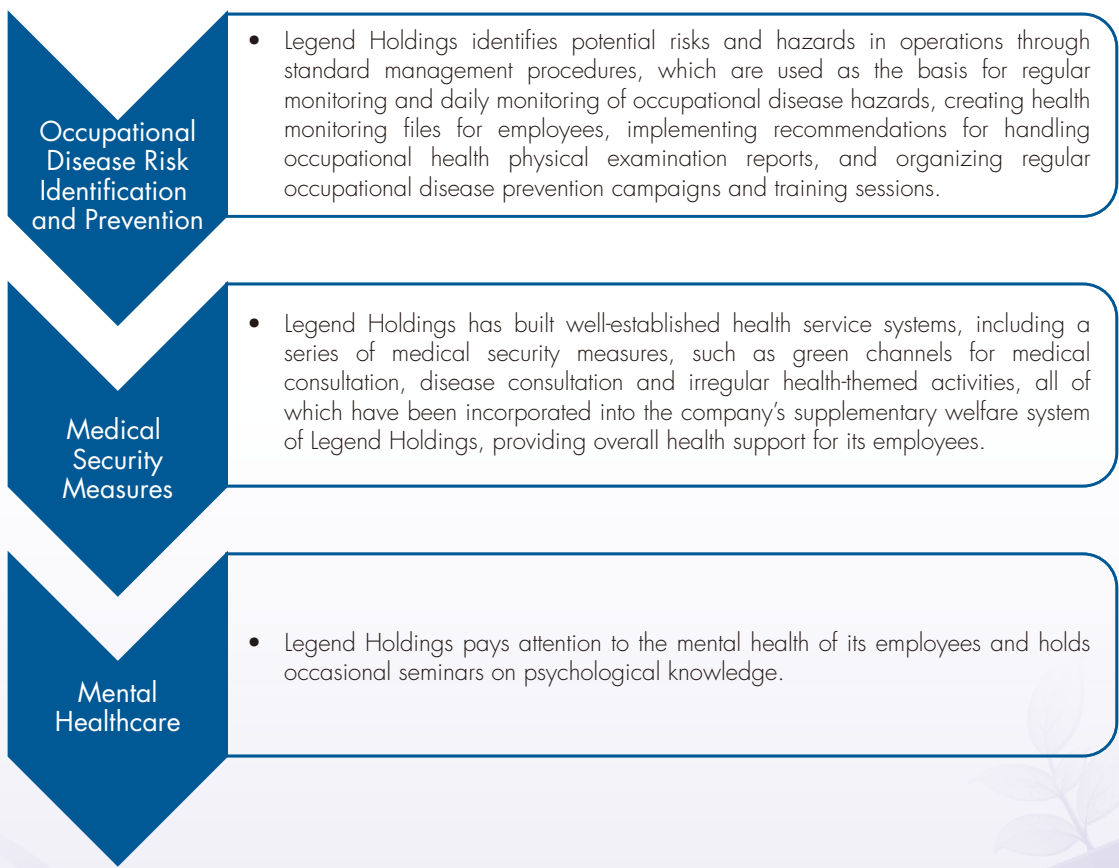 Occupational
Disease Risk
Identification
and Prevention
• Legend Holdings identifies potential risks and hazards in operations through
standard management procedures, which are used as the basis for regular
monitoring and daily monitoring of occupational disease hazards, creating health
monitoring files for employees, implementing recommendations for handling
occupational health physical examination reports, and organizing regular
occupational disease prevention campaigns and training sessions.
Medical
Security
Measures
• Legend Holdings has built well-established health service systems, including a
series of medical security measures, such as green channels for medical
consultation, disease consultation and irregular health-themed activities, all of
which have been incorporated into the company’s supplementary welfare system
of Legend Holdings, providing overall health support for its employees.
Mental
Healthcare
• Legend Holdings pays attention to the mental health of its employees and holds
occasional seminars on psychological knowledge.